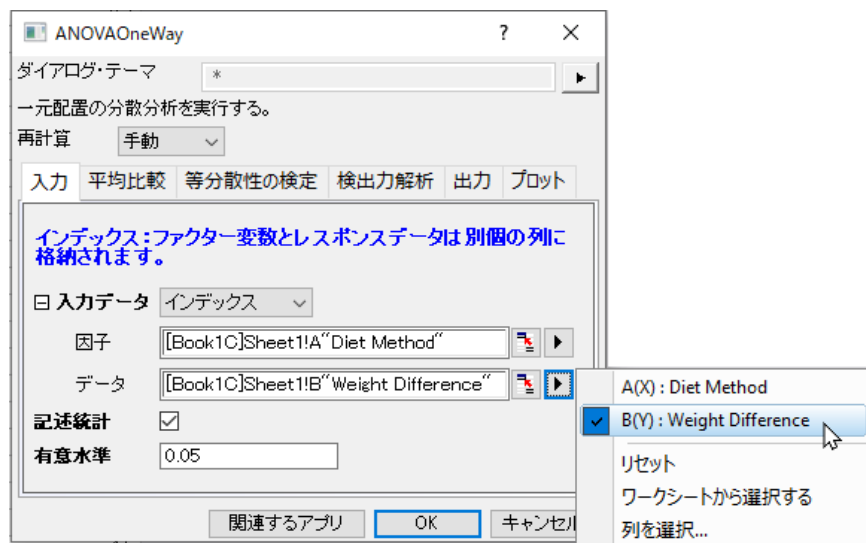 ANOVAOneWay ?
ダイアログ・テーマ *
一元配置の分散分析を実行する。
再計算 手動
入力 平均比較 等分散性の検定 検出力解析 出力 プロット
インデックス:ファクター変数とレスポンスデータは別個の列に
格納されます。
入力データ インデックス
因子 [Book1C]Sheet1!A"Diet Method"
データ [Book1C]Sheet1!B"Weight Difference"
記述統計
有意水準 0.05
関連するアプリ OK キャンセル
A(X) : Diet Method
B(Y) : Weight Difference
リセット
ワークシートから選択する
列を選択...